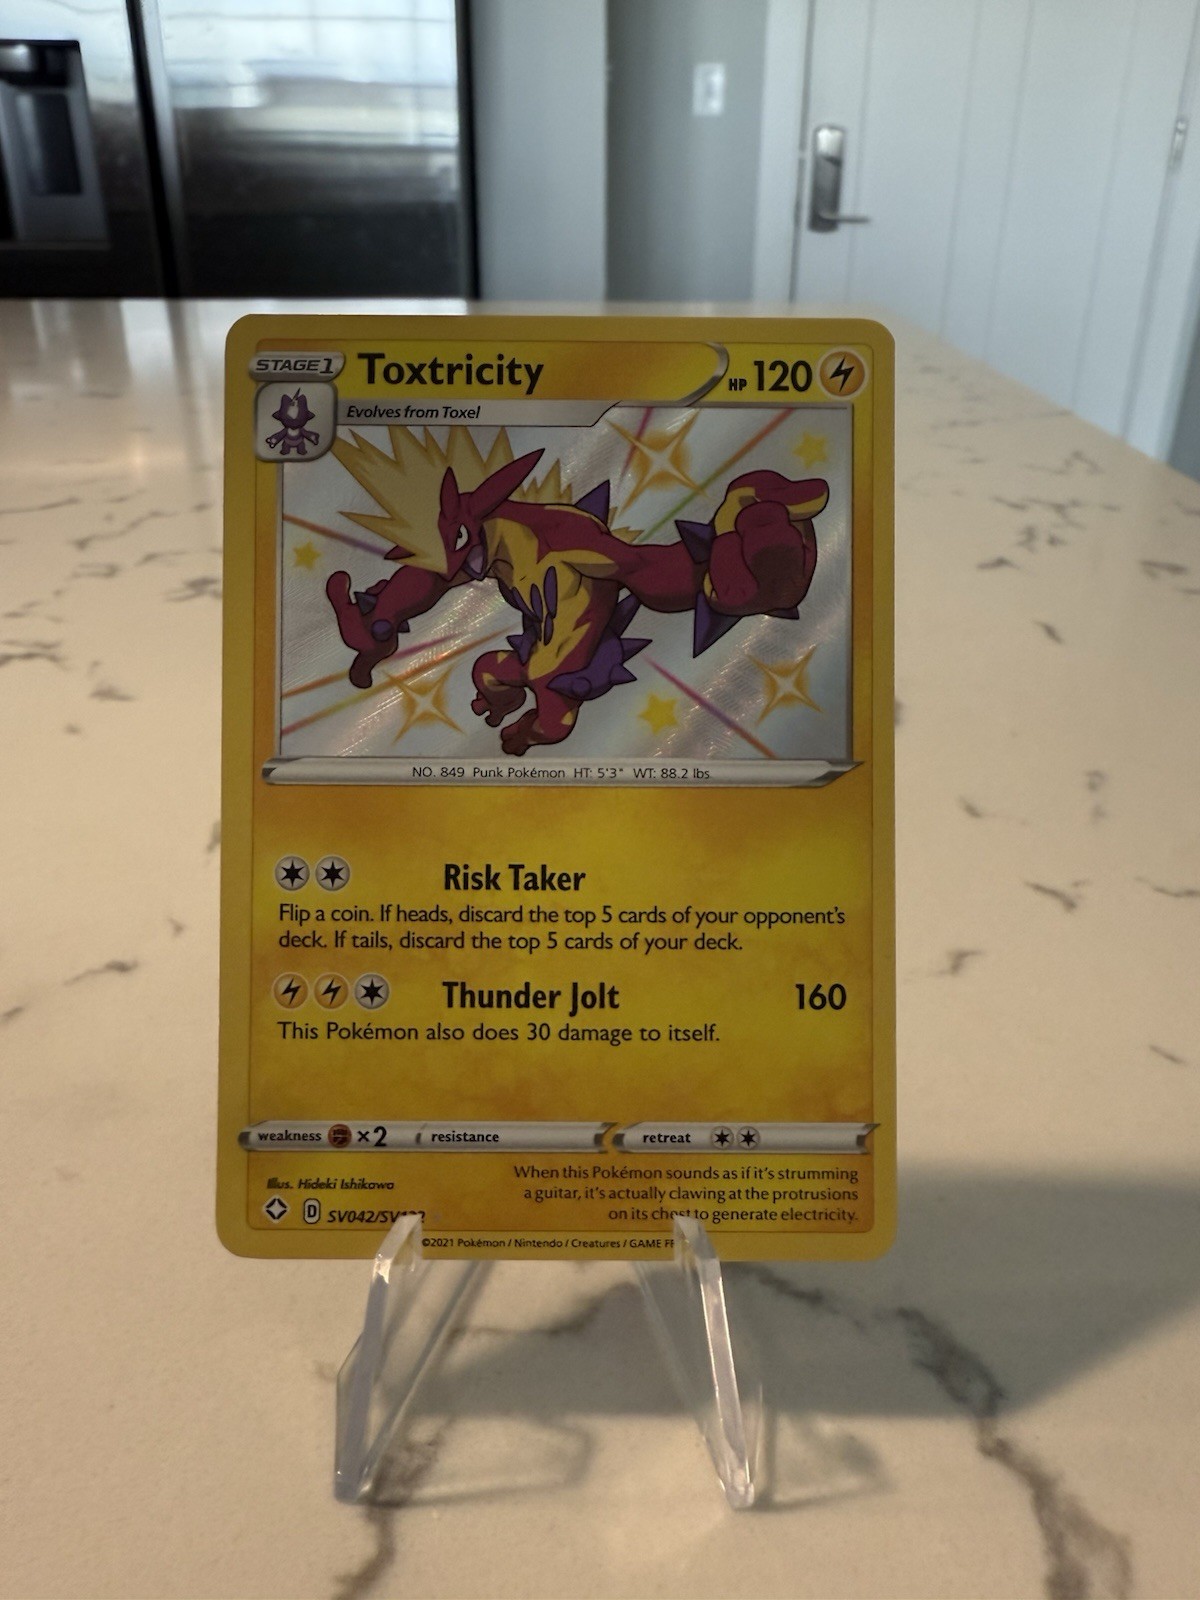 STAGE 1 Toxtricity HP 120
Evolves from Toxel
NO. 849 Punk Pokémon HT: 5'3" WT: 88.2 lbs.
Risk Taker
Flip a coin. If heads, discard the top 5 cards of your opponent's
deck. If tails, discard the top 5 cards of your deck.
Thunder Jolt 160
This Pokémon also does 30 damage to itself.
weakness ×2 resistance retreat
Illus. Hideki Ishikawa
D SV042/
When this Pokémon sounds as if it's strumming
a guitar, it's actually clawing at the protrusions
on its chest to generate electricity.
©2021 Pokémon / Nintendo / Creatures / GAME